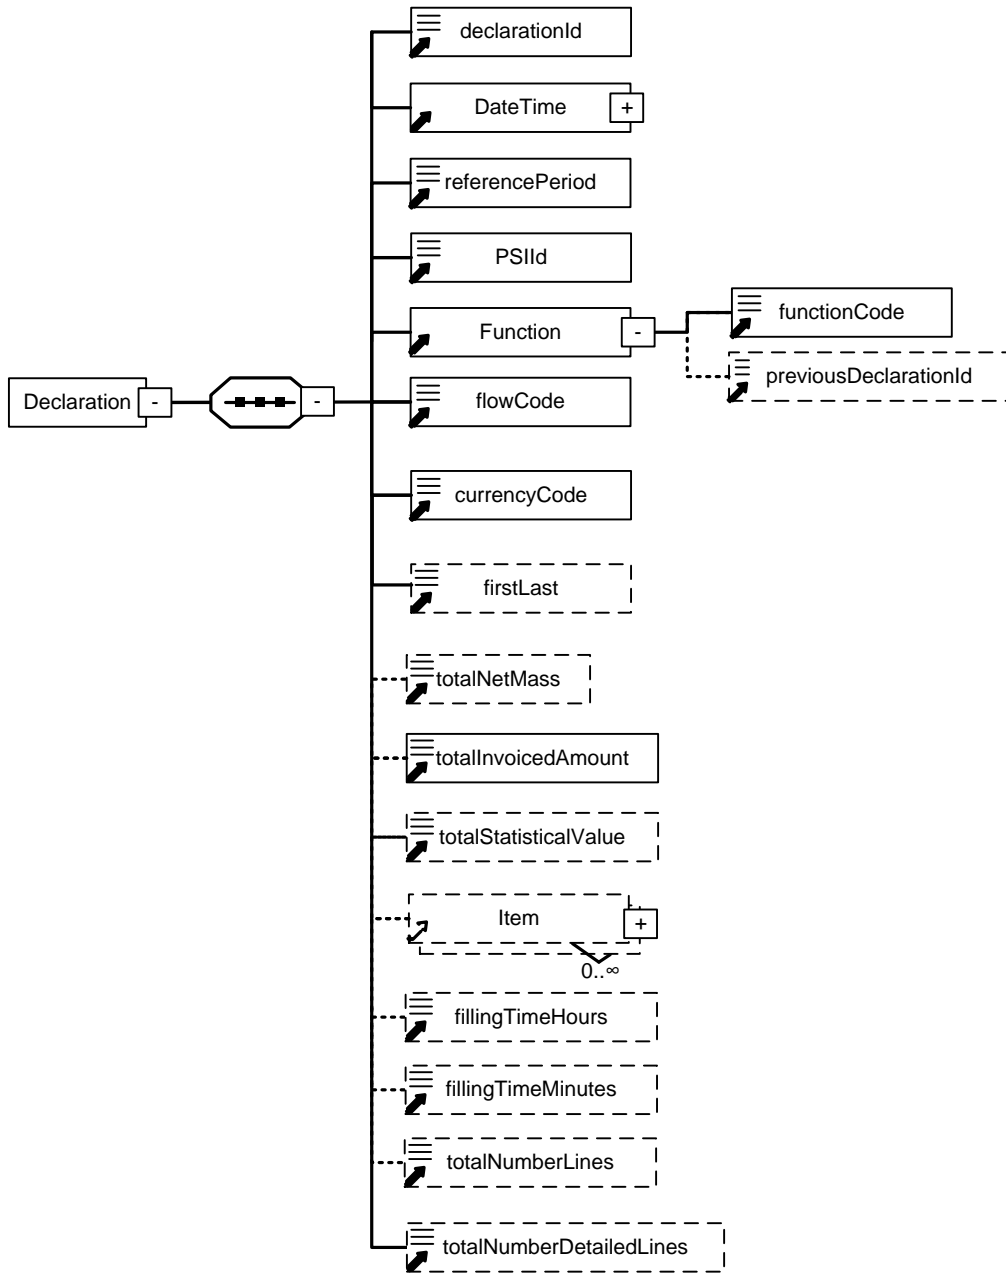 declarationId
DateTime
+
referencePeriod
PSIId
Function
-
functionCode
previousDeclarationId
Declaration
-
-
flowCode
currencyCode
firstLast
totalNetMass
totalInvoicedAmount
totalStatisticalValue
Item
+
0..∞
fillingTimeHours
fillingTimeMinutes
totalNumberLines
totalNumberDetailedLines